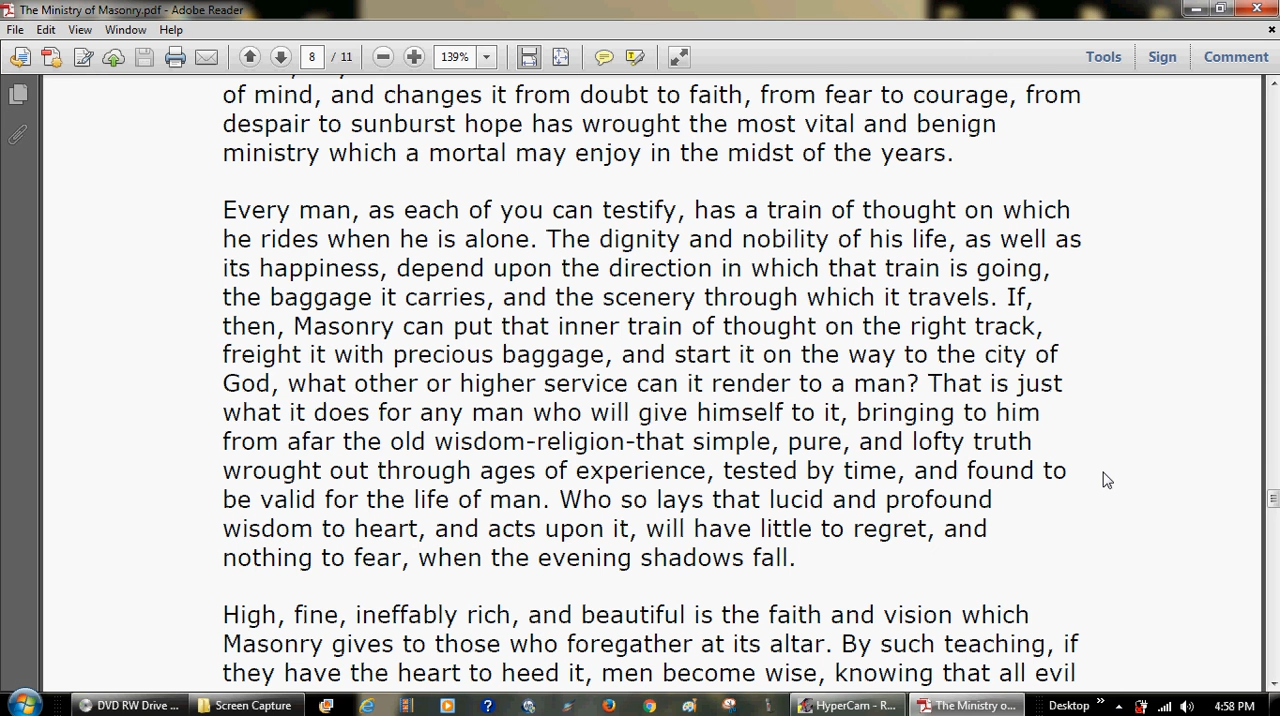 The Ministry of Masonry.pdf - Adobe Reader
File Edit View Window Help
8 / 11 139% Tools Sign Comment
of mind, and changes it from doubt to faith, from fear to courage, from
despair to sunburst hope has wrought the most vital and benign
ministry which a mortal may enjoy in the midst of the years.
Every man, as each of you can testify, has a train of thought on which
he rides when he is alone. The dignity and nobility of his life, as well as
its happiness, depend upon the direction in which that train is going,
the baggage it carries, and the scenery through which it travels. If,
then, Masonry can put that inner train of thought on the right track,
freight it with precious baggage, and start it on the way to the city of
God, what other or higher service can it render to a man? That is just
what it does for any man who will give himself to it, bringing to him
from afar the old wisdom-religion-that simple, pure, and lofty truth
wrought out through ages of experience, tested by time, and found to
be valid for the life of man. Who so lays that lucid and profound
wisdom to heart, and acts upon it, will have little to regret, and
nothing to fear, when the evening shadows fall.
High, fine, ineffably rich, and beautiful is the faith and vision which
Masonry gives to those who foregather at its altar. By such teaching, if
they have the heart to heed it, men become wise, knowing that all evil
DVD RW Drive ... Screen Capture HyperCam - R... The Ministry o... Desktop 4:58 PM